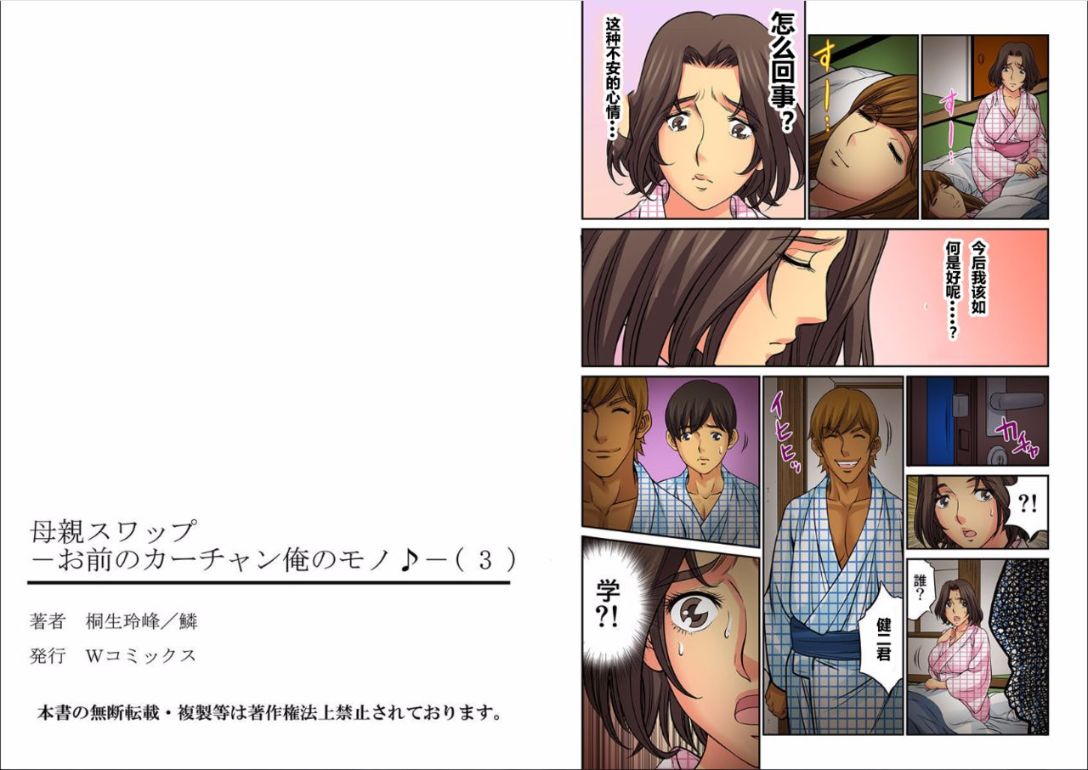 母親スワップ
－お前のカーチャン俺のモノ♪－（３）
著者　桐生玲峰／鱗
発行　Ｗコミックス
本書の無断転載・複製等は著作権法上禁止されております。
すー…
すー…
怎么回事？
这种不安的心情…
今后我该如
何是好呢……？
カチャ
?!
誰？
イヒヒッ
健二君
学?!